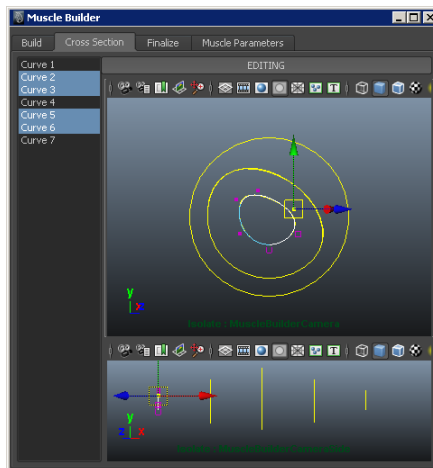 Muscle Builder
Build Cross Section Finalize Muscle Parameters
Curve 1
Curve 2
Curve 3
Curve 4
Curve 5
Curve 6
Curve 7
EDITING
T
y
x
Isolate : MuscleBuilderCamera
T
y
z x